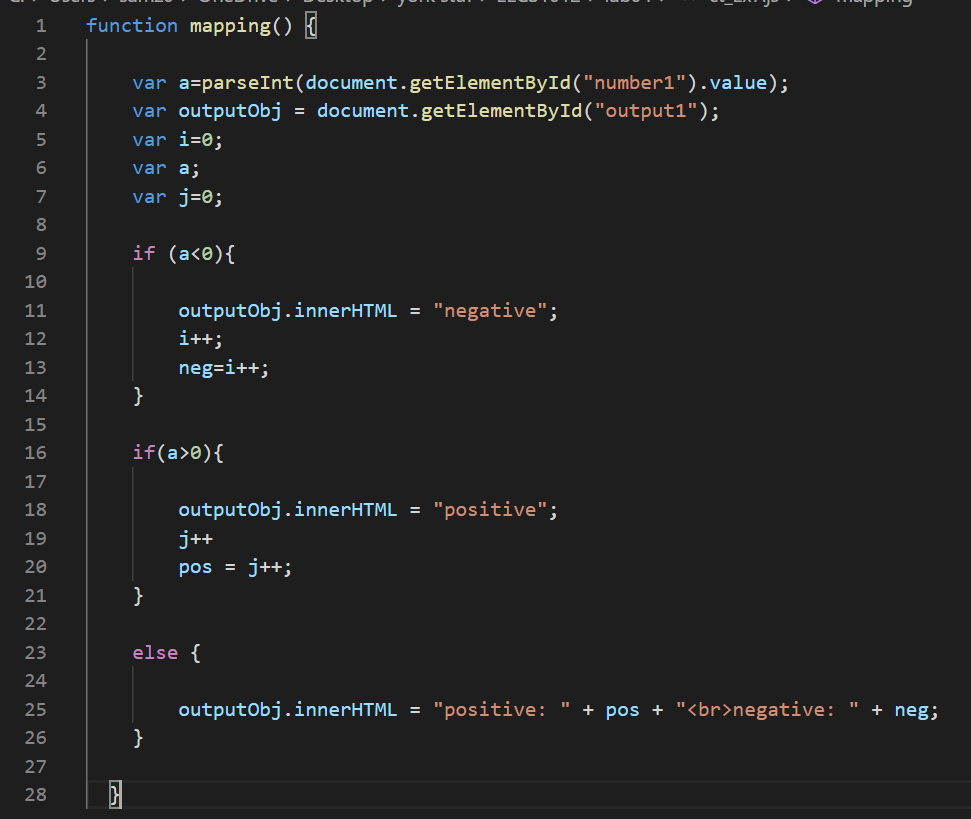 1 function mapping() {
2
3 var a=parseInt(document.getElementById("number1").value);
4 var outputObj = document.getElementById("output1");
5 var i=0;
6 var a;
7 var j=0;
8
9 if (a<0){
10
11 outputObj.innerHTML = "negative";
12 i++;
13 neg=i++;
14 }
15
16 if(a>0){
17
18 outputObj.innerHTML = "positive";
19 j++
20 pos = j++;
21 }
22
23 else {
24
25 outputObj.innerHTML = "positive: " + pos + "<br>negative: " + neg;
26 }
27
28 }